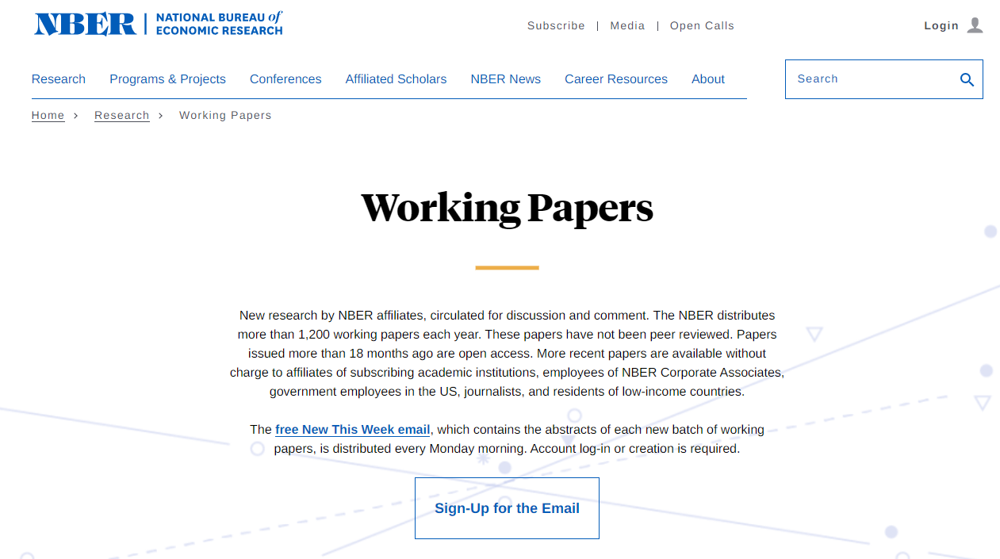 NBER | NATIONAL BUREAU of
ECONOMIC RESEARCH
Subscribe | Media | Open Calls
Login
Research Programs & Projects Conferences Affiliated Scholars NBER News Career Resources About
Search
Home > Research > Working Papers
Working Papers
New research by NBER affiliates, circulated for discussion and comment. The NBER distributes
more than 1,200 working papers each year. These papers have not been peer reviewed. Papers
issued more than 18 months ago are open access. More recent papers are available without
charge to affiliates of subscribing academic institutions, employees of NBER Corporate Associates,
government employees in the US, journalists, and residents of low-income countries.
The free New This Week email, which contains the abstracts of each new batch of working
papers, is distributed every Monday morning. Account log-in or creation is required.
Sign-Up for the Email